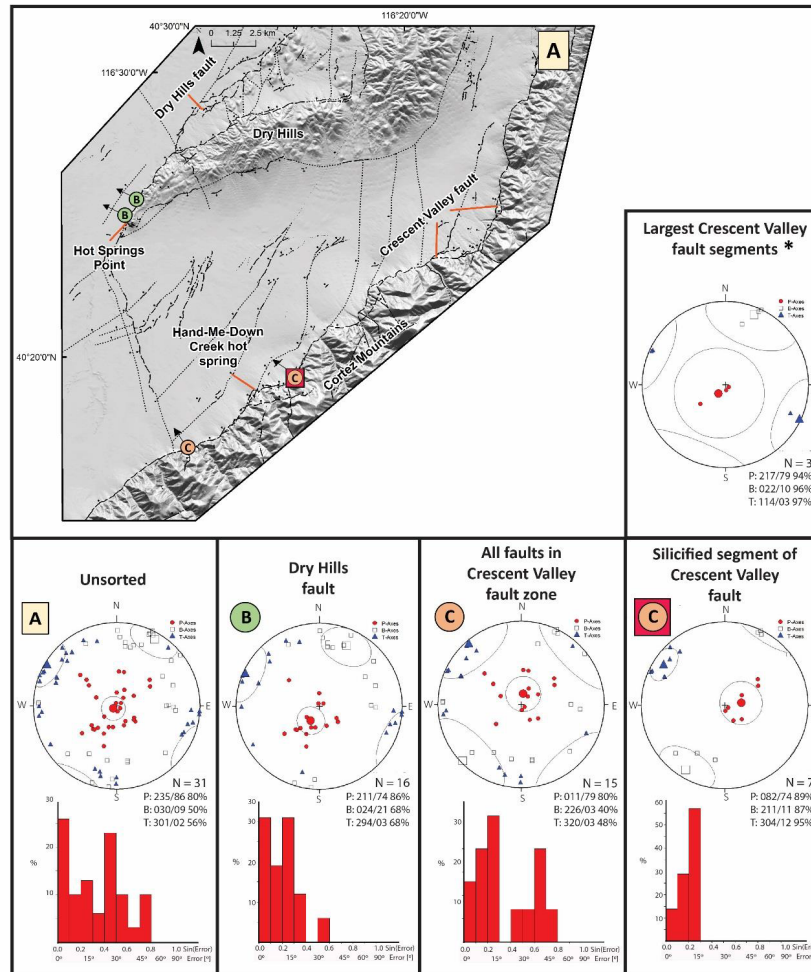 116°20'0"W
40°30'0"N
0 1.25 2.5 km
A
116°30'0"W
Dry Hills fault
Dry Hills
B
B
Crescent Valley fault
Hot Springs
Point
Hand-Me-Down
Creek hot
spring
Cortez Mountains
40°20'0"N
C
C
Largest Crescent Valley
fault segments *
N
P-Axes
B-Axes
T-Axes
W
S
N = 3
P: 217/79 94%
B: 022/10 96%
T: 114/03 97%
Unsorted
A
N
P-Axes
B-Axes
T-Axes
W
E
S
N = 31
P: 235/86 80%
B: 030/09 50%
T: 301/02 56%
30
%
20
10
0.0 0.2 0.4 0.6 0.8 1.0 Sin(Error)
0° 15° 30° 45° 60° 90° Error [°]
Dry Hills
fault
B
N
P-Axes
B-Axes
T-Axes
W
E
S
N = 16
P: 211/74 86%
B: 024/21 68%
T: 294/03 68%
30
%
20
10
0.0 0.2 0.4 0.6 0.8 1.0 Sin(Error)
0° 15° 30° 45° 60° 90° Error [°]
All faults in
Crescent Valley
fault zone
C
N
P-Axes
B-Axes
T-Axes
W
E
S
N = 15
P: 011/79 80%
B: 226/03 40%
T: 320/03 48%
30
%
20
10
0.0 0.2 0.4 0.6 0.8 1.0 Sin(Error)
0° 15° 30° 45° 60° 90° Error [°]
Silicified segment of
Crescent Valley
fault
C
N
P-Axes
B-Axes
T-Axes
W
S
N = 7
P: 082/74 89%
B: 211/11 87%
T: 304/12 95%
60
50
%
40
30
20
10
0.0 0.2 0.4 0.6 0.8 1.0 Sin(Error)
0° 15° 30° 45° 60° 90° Error [°]